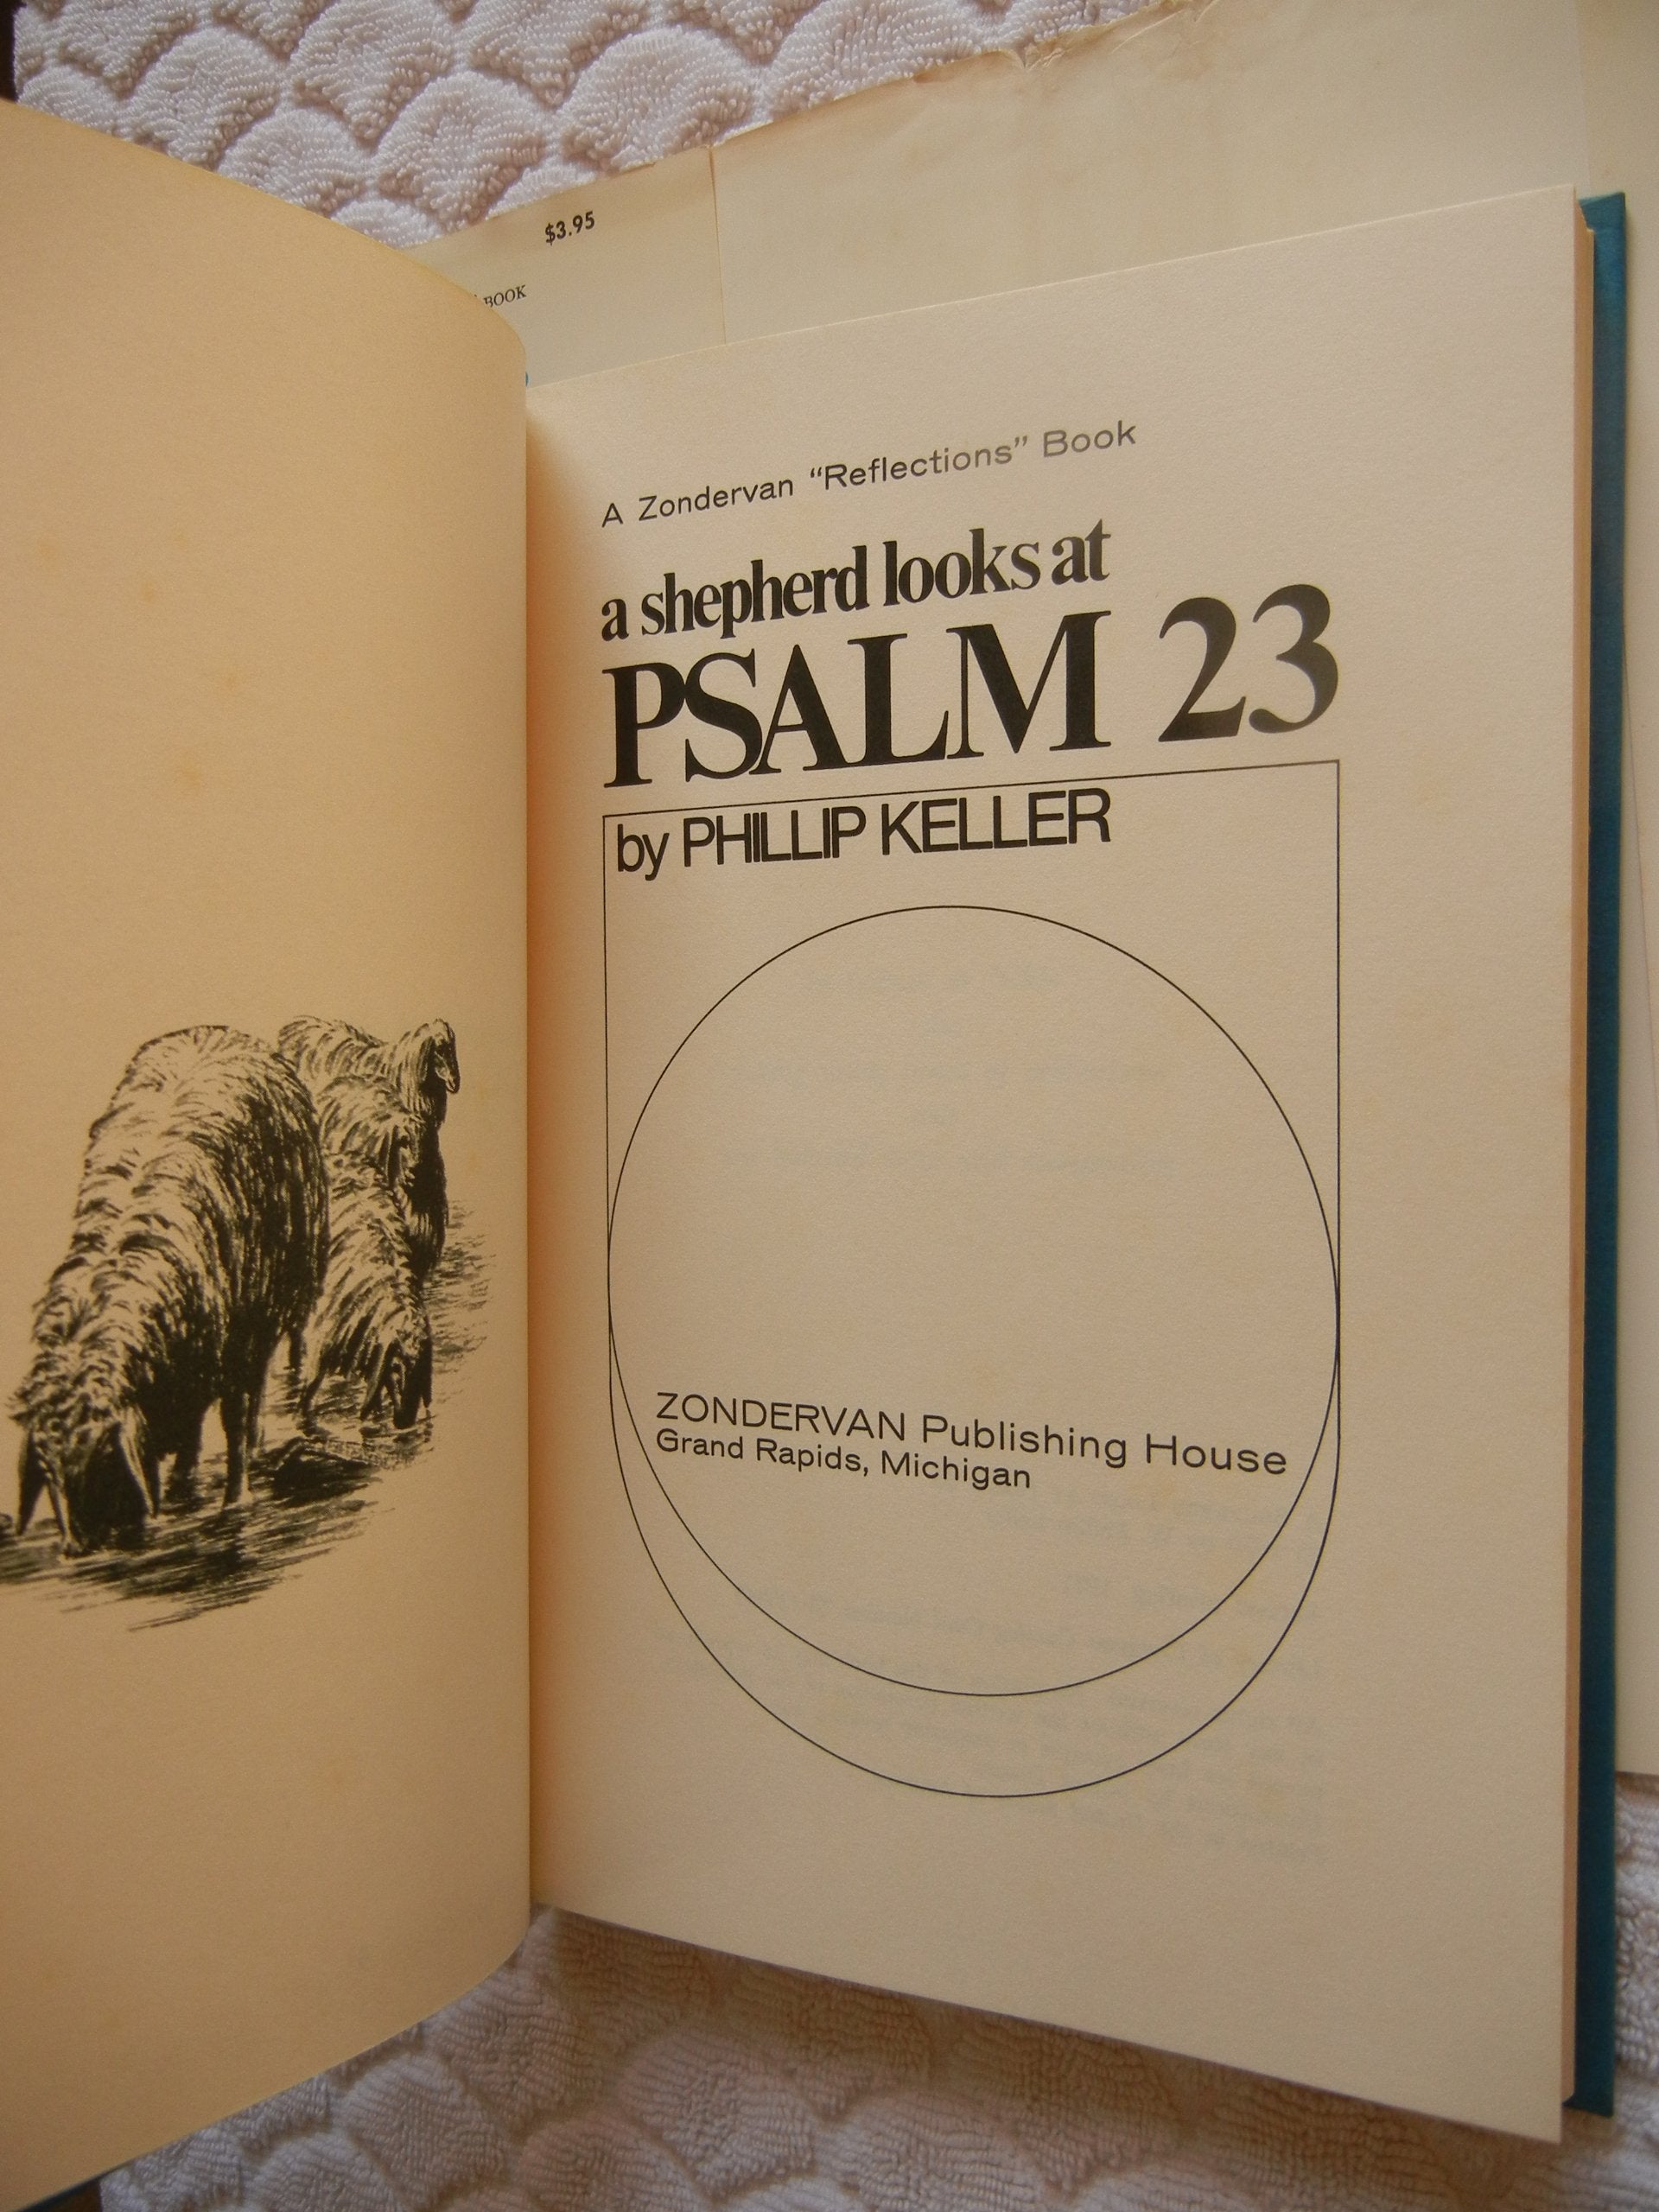 $3.95
BOOK
A Zondervan “Reflections” Book
a shepherd looks at
PSALM 23
by PHILLIP KELLER
ZONDERVAN Publishing House
Grand Rapids, Michigan